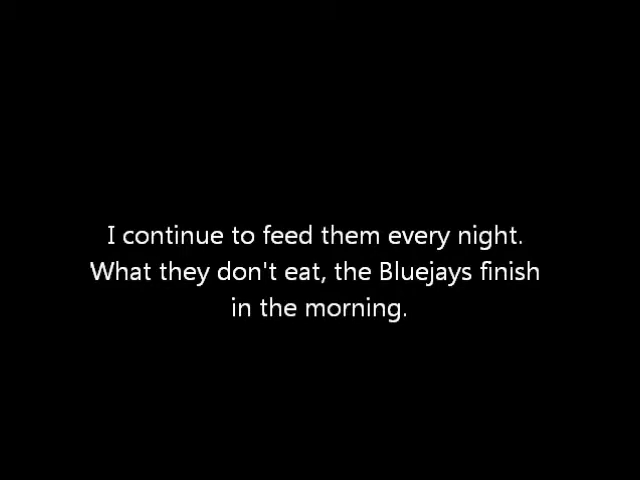 I continue to feed them every night.
What they don't eat, the Bluejays finish
in the morning.